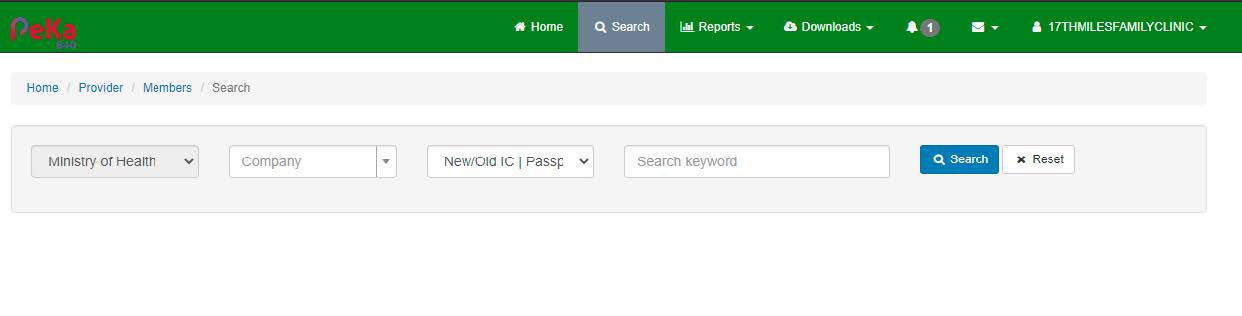 PeKa
B40
Home
Search
Reports
Downloads
1
17THMILESFAMILYCLINIC
Home / Provider / Members / Search
Ministry of Health
Company
New/Old IC | Passp
Search keyword
Search
Reset